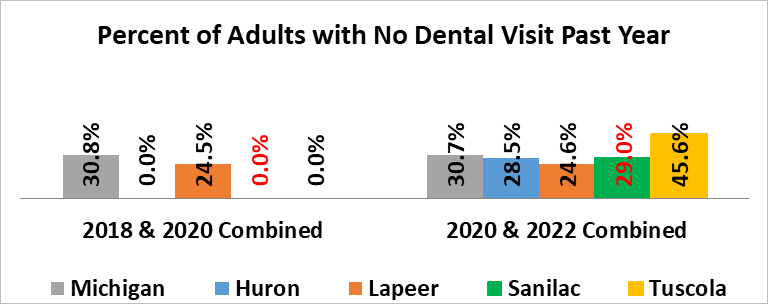 Percent of Adults with No Dental Visit Past Year
30.8% 0.0% 24.5% 0.0% 0.0% 30.7% 28.5% 24.6% 29.0% 45.6%
2018 & 2020 Combined 2020 & 2022 Combined
Michigan Huron Lapeer Sanilac Tuscola